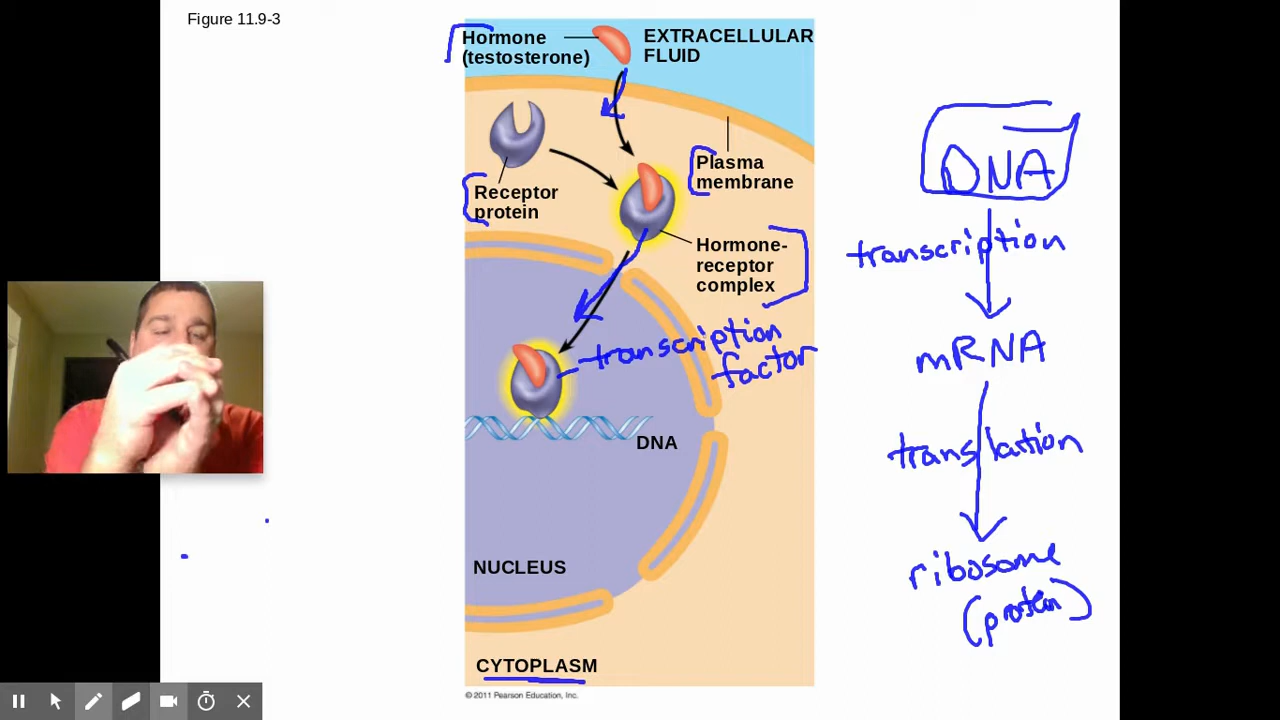 Figure 11.9-3
Hormone
(testosterone)
EXTRACELLULAR
FLUID
Plasma
membrane
Receptor
protein
Hormone-
receptor
complex
transcription
factor
DNA
NUCLEUS
CYTOPLASM
© 2011 Pearson Education, Inc.
DNA
transcription
mRNA
translation
ribosome
(protein)